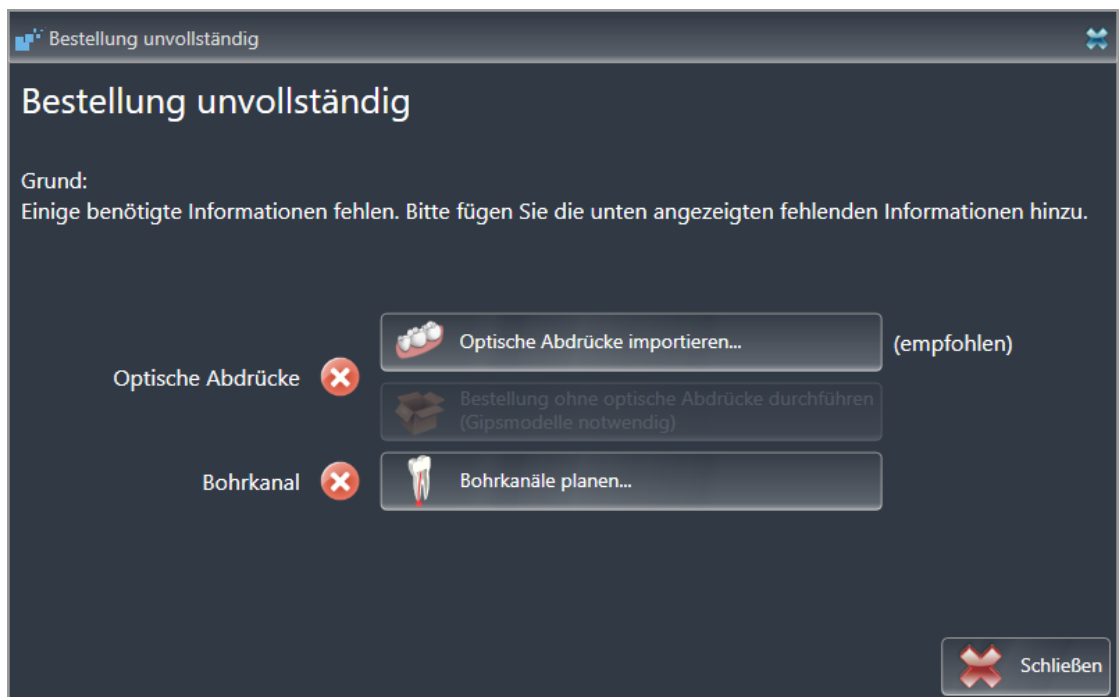 Bestellung unvollständig
Bestellung unvollständig
Grund:
Einige benötigte Informationen fehlen. Bitte fügen Sie die unten angezeigten fehlenden Informationen hinzu.
Optische Abdrücke
Optische Abdrücke importieren...
(empfohlen)
Bestellung ohne optische Abdrücke durchführen
(Gipsmodelle notwendig)
Bohrkanal
Bohrkanäle planen...
Schließen